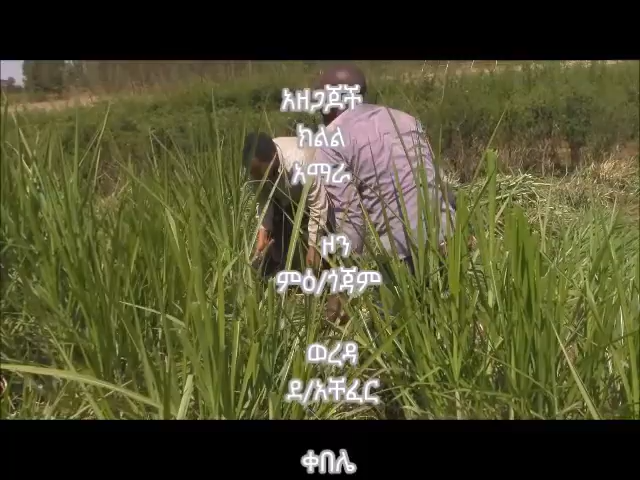 አዘጋጆች
ክልል
አማራ
ዞን
ምዕ/ጎጃም
ወረዳ
ደ/አቸፈር
ቀበሌ